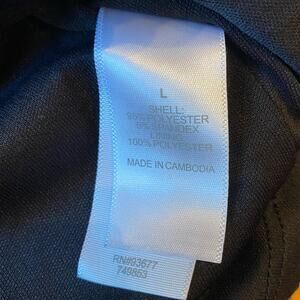 L
SHELL:
95% POLYESTER
5% SPANDEX
LINING:
100% POLYESTER
MADE IN CAMBODIA
RN#93677
749853